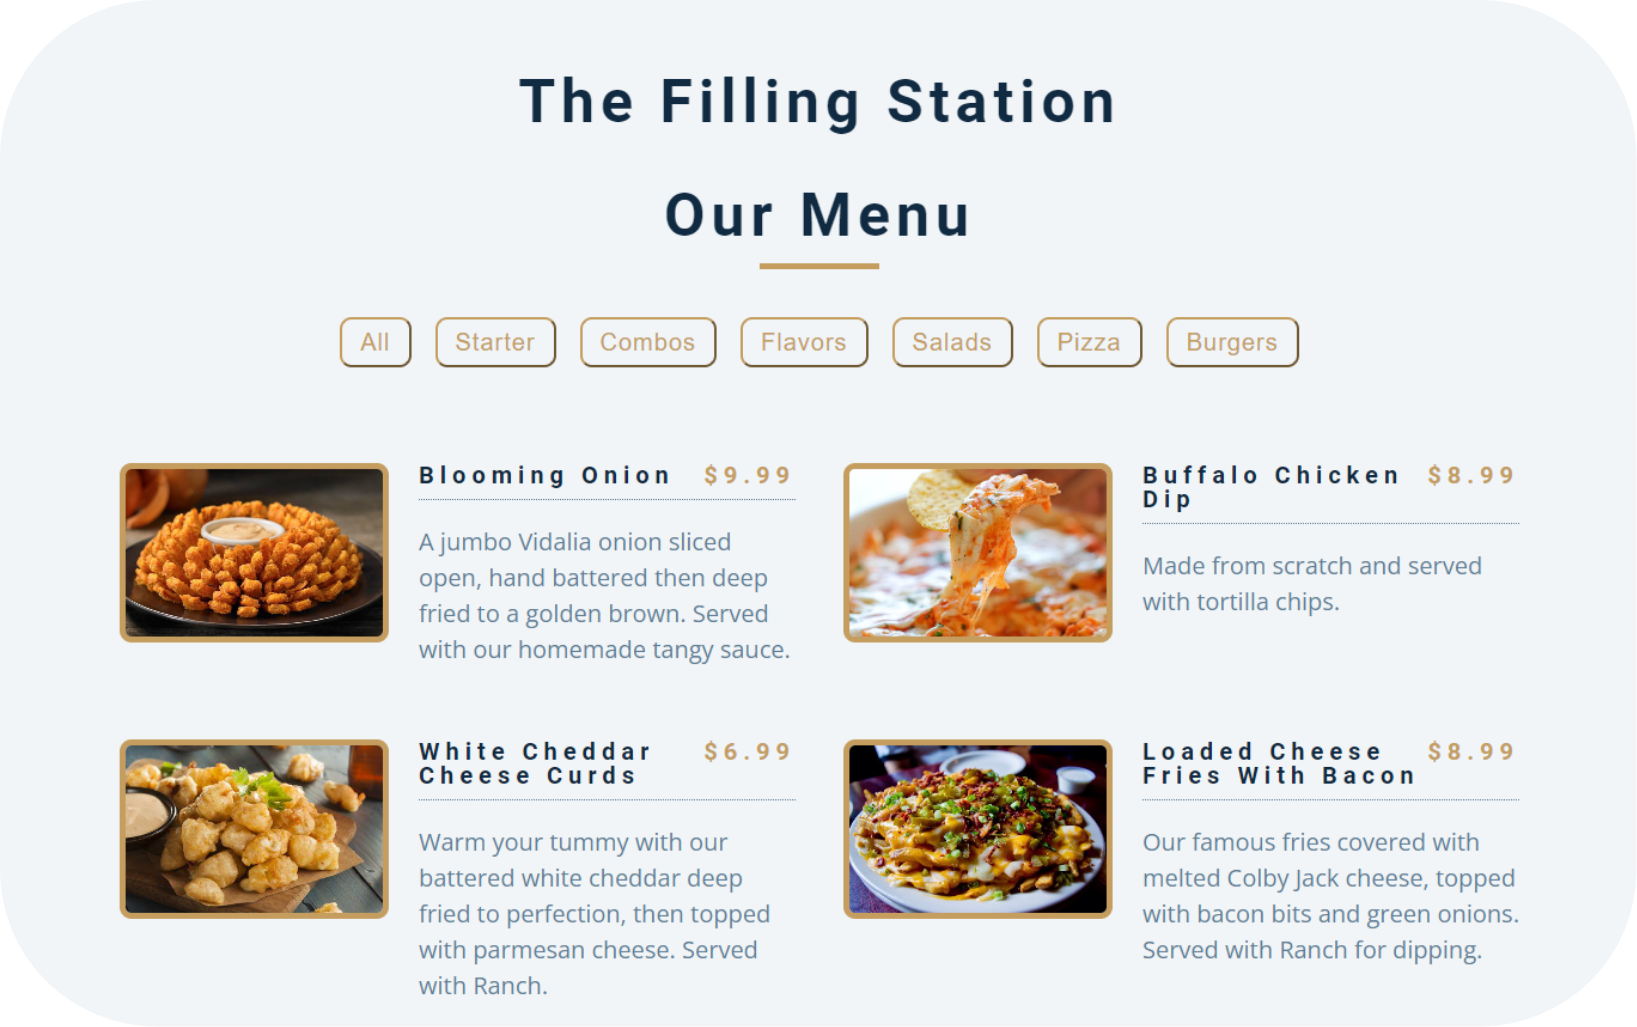 The Filling Station
Our Menu
All Starter Combos Flavors Salads Pizza Burgers
Blooming Onion $9.99
A jumbo Vidalia onion sliced
open, hand battered then deep
fried to a golden brown. Served
with our homemade tangy sauce.
Buffalo Chicken $8.99
Dip
Made from scratch and served
with tortilla chips.
White Cheddar $6.99
Cheese Curds
Warm your tummy with our
battered white cheddar deep
fried to perfection, then topped
with parmesan cheese. Served
with Ranch.
Loaded Cheese $8.99
Fries With Bacon
Our famous fries covered with
melted Colby Jack cheese, topped
with bacon bits and green onions.
Served with Ranch for dipping.